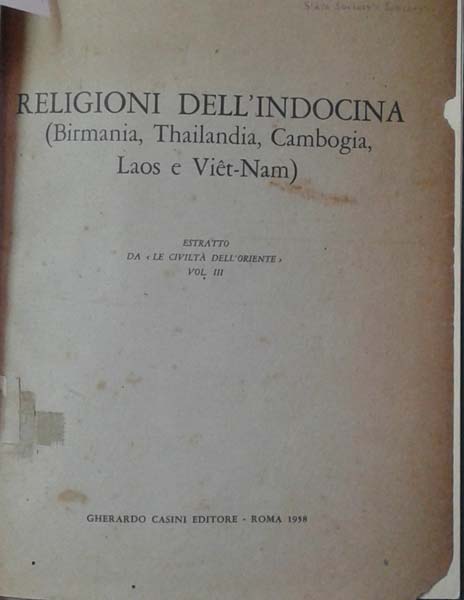 RELIGIONI DELL'INDOCINA
(Birmania, Thailandia, Cambogia,
Laos e Viêt-Nam)
ESTRATTO
DA « LE CIVILTÀ DELL'ORIENTE »
VOL. III
GHERARDO CASINI EDITORE - ROMA 1958